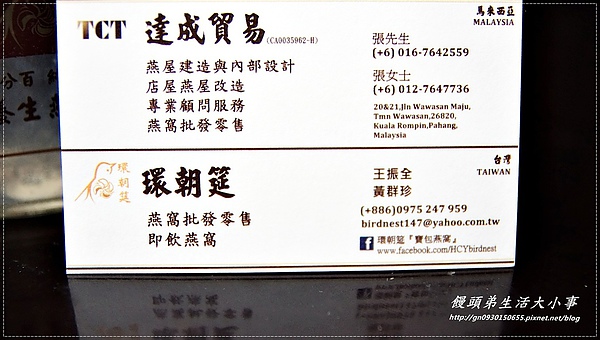 馬來西亞
MALAYSIA
TCT 達成貿易(CA0035962-H)
燕屋建造與內部設計
店屋燕屋改造
專業顧問服務
燕窩批發零售
張先生
(+6) 016-7642559
張女士
(+6) 012-7647736
20&21,Jln Wawasan Maju,
Tmn Wawasan,26820,
Kuala Rompin,Pahang,
Malaysia
台灣
TAIWAN
環朝筵
環朝筵
燕窩批發零售
即飲燕窩
王振全
黃群珍
(+886)0975 247 959
birdnest147@yahoo.com.tw
環朝筵『寶包燕窩』
www.facebook.com/HCYbirdnest
饅頭弟生活大小事
http://gn0930150655.pixnet.net/blog